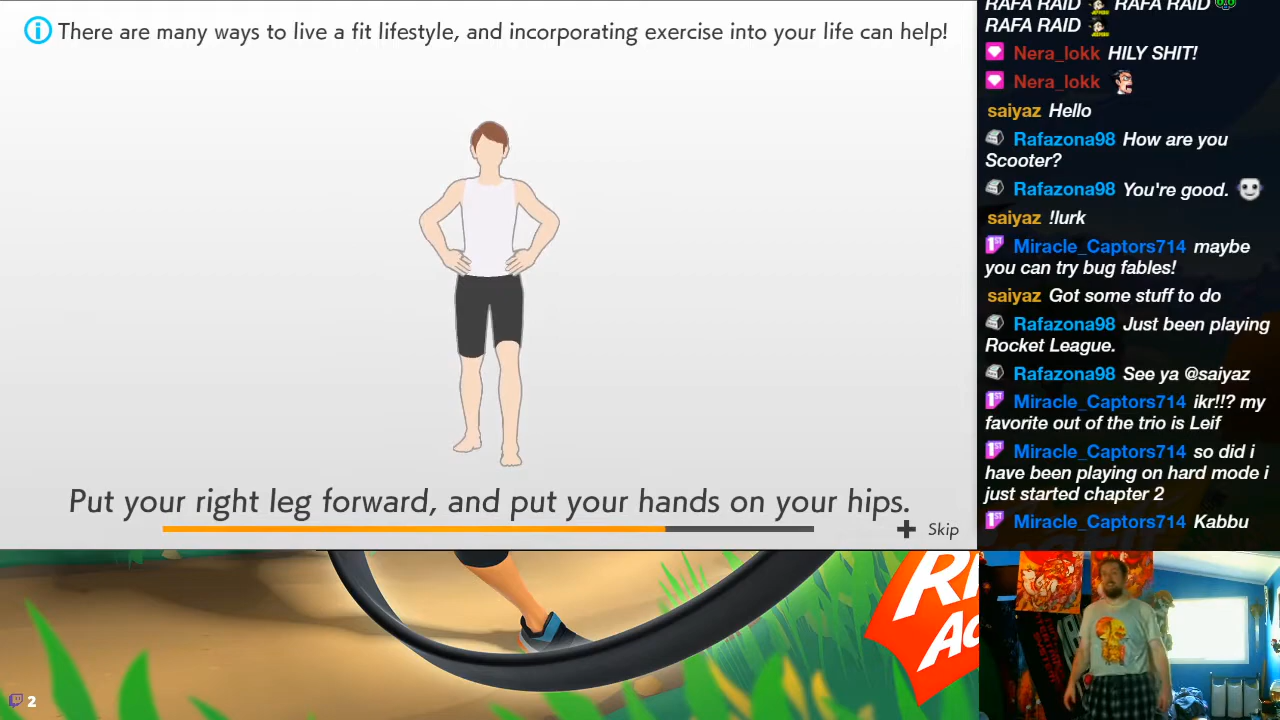 There are many ways to live a fit lifestyle, and incorporating exercise into your life can help!
Put your right leg forward, and put your hands on your hips.
Skip
RAFA RAID RAFA RAID
RAFA RAID
Nera_lokk HILY SHIT!
Nera_lokk
saiyaz Hello
Rafazona98 How are you
Scooter?
Rafazona98 You're good.
saiyaz !lurk
1ST Miracle_Captors714 maybe
you can try bug fables!
saiyaz Got some stuff to do
Rafazona98 Just been playing
Rocket League.
Rafazona98 See ya @saiyaz
1ST Miracle_Captors714 ikr!!? my
favorite out of the trio is Leif
1ST Miracle_Captors714 so did i
have been playing on hard mode i
just started chapter 2
1ST Miracle_Captors714 Kabbu
2